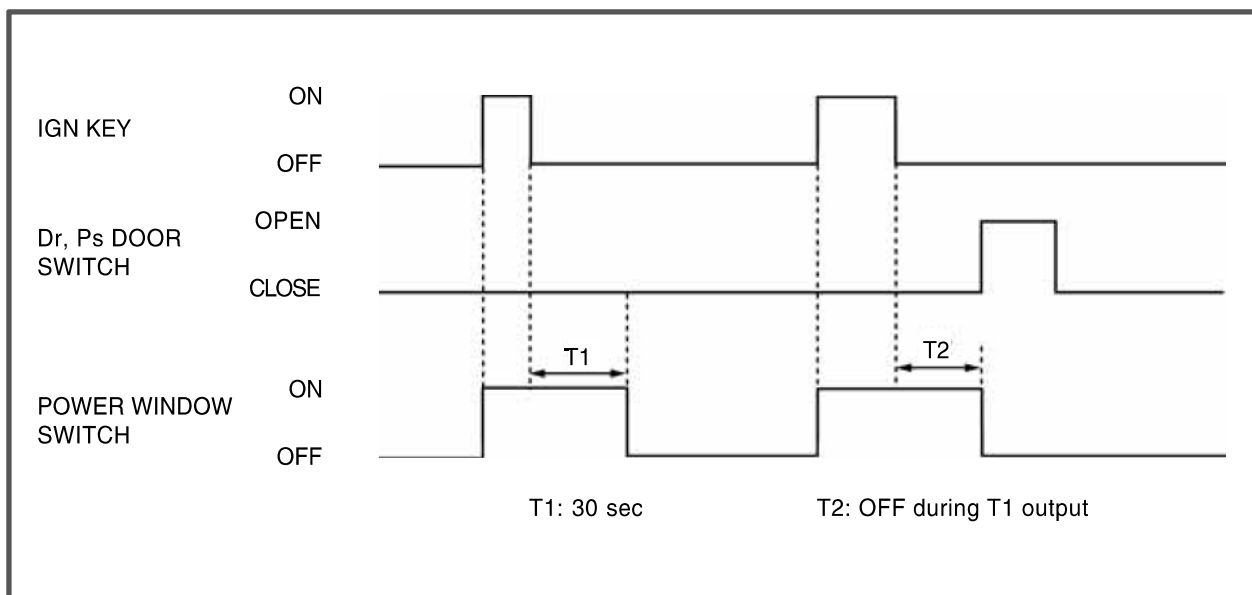 ON
IGN KEY
OFF
OPEN
Dr, Ps DOOR
SWITCH
CLOSE
T1
T2
ON
POWER WINDOW
SWITCH
OFF
T1: 30 sec
T2: OFF during T1 output